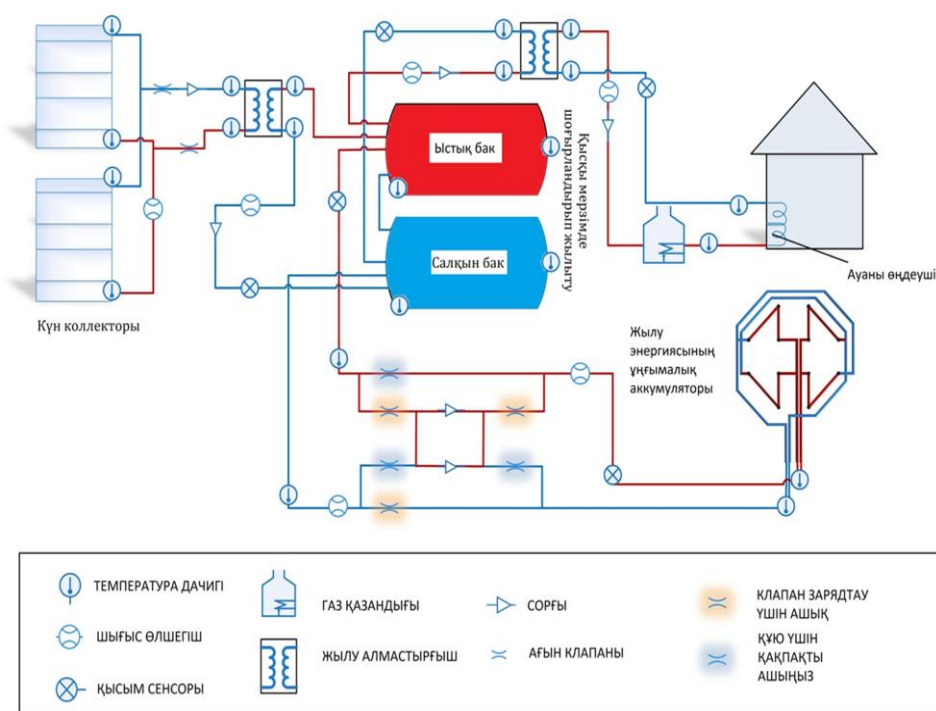 Ыстық бак
Қысқы мерзімде
шоғырландырып жылыту
Салқын бак
Ауаны өңдеуші
Күн коллекторы
Жылу
энергиясының
ұңғымалық
аккумуляторы
ТЕМПЕРАТУРА ДАЧИГІ
ШЫҒЫС ӨЛШЕГІШ
ҚЫСЫМ СЕНСОРЫ
ГАЗ ҚАЗАНДЫҒЫ
ЖЫЛУ АЛМАСТЫРҒЫШ
СОРҒЫ
АҒЫН КЛАПАНЫ
КЛАПАН ЗАРЯДТАУ
ҮШІН АШЫҚ
ҚҰЮ ҮШІН
ҚАҚПАҚТЫ
АШЫҢЫЗ